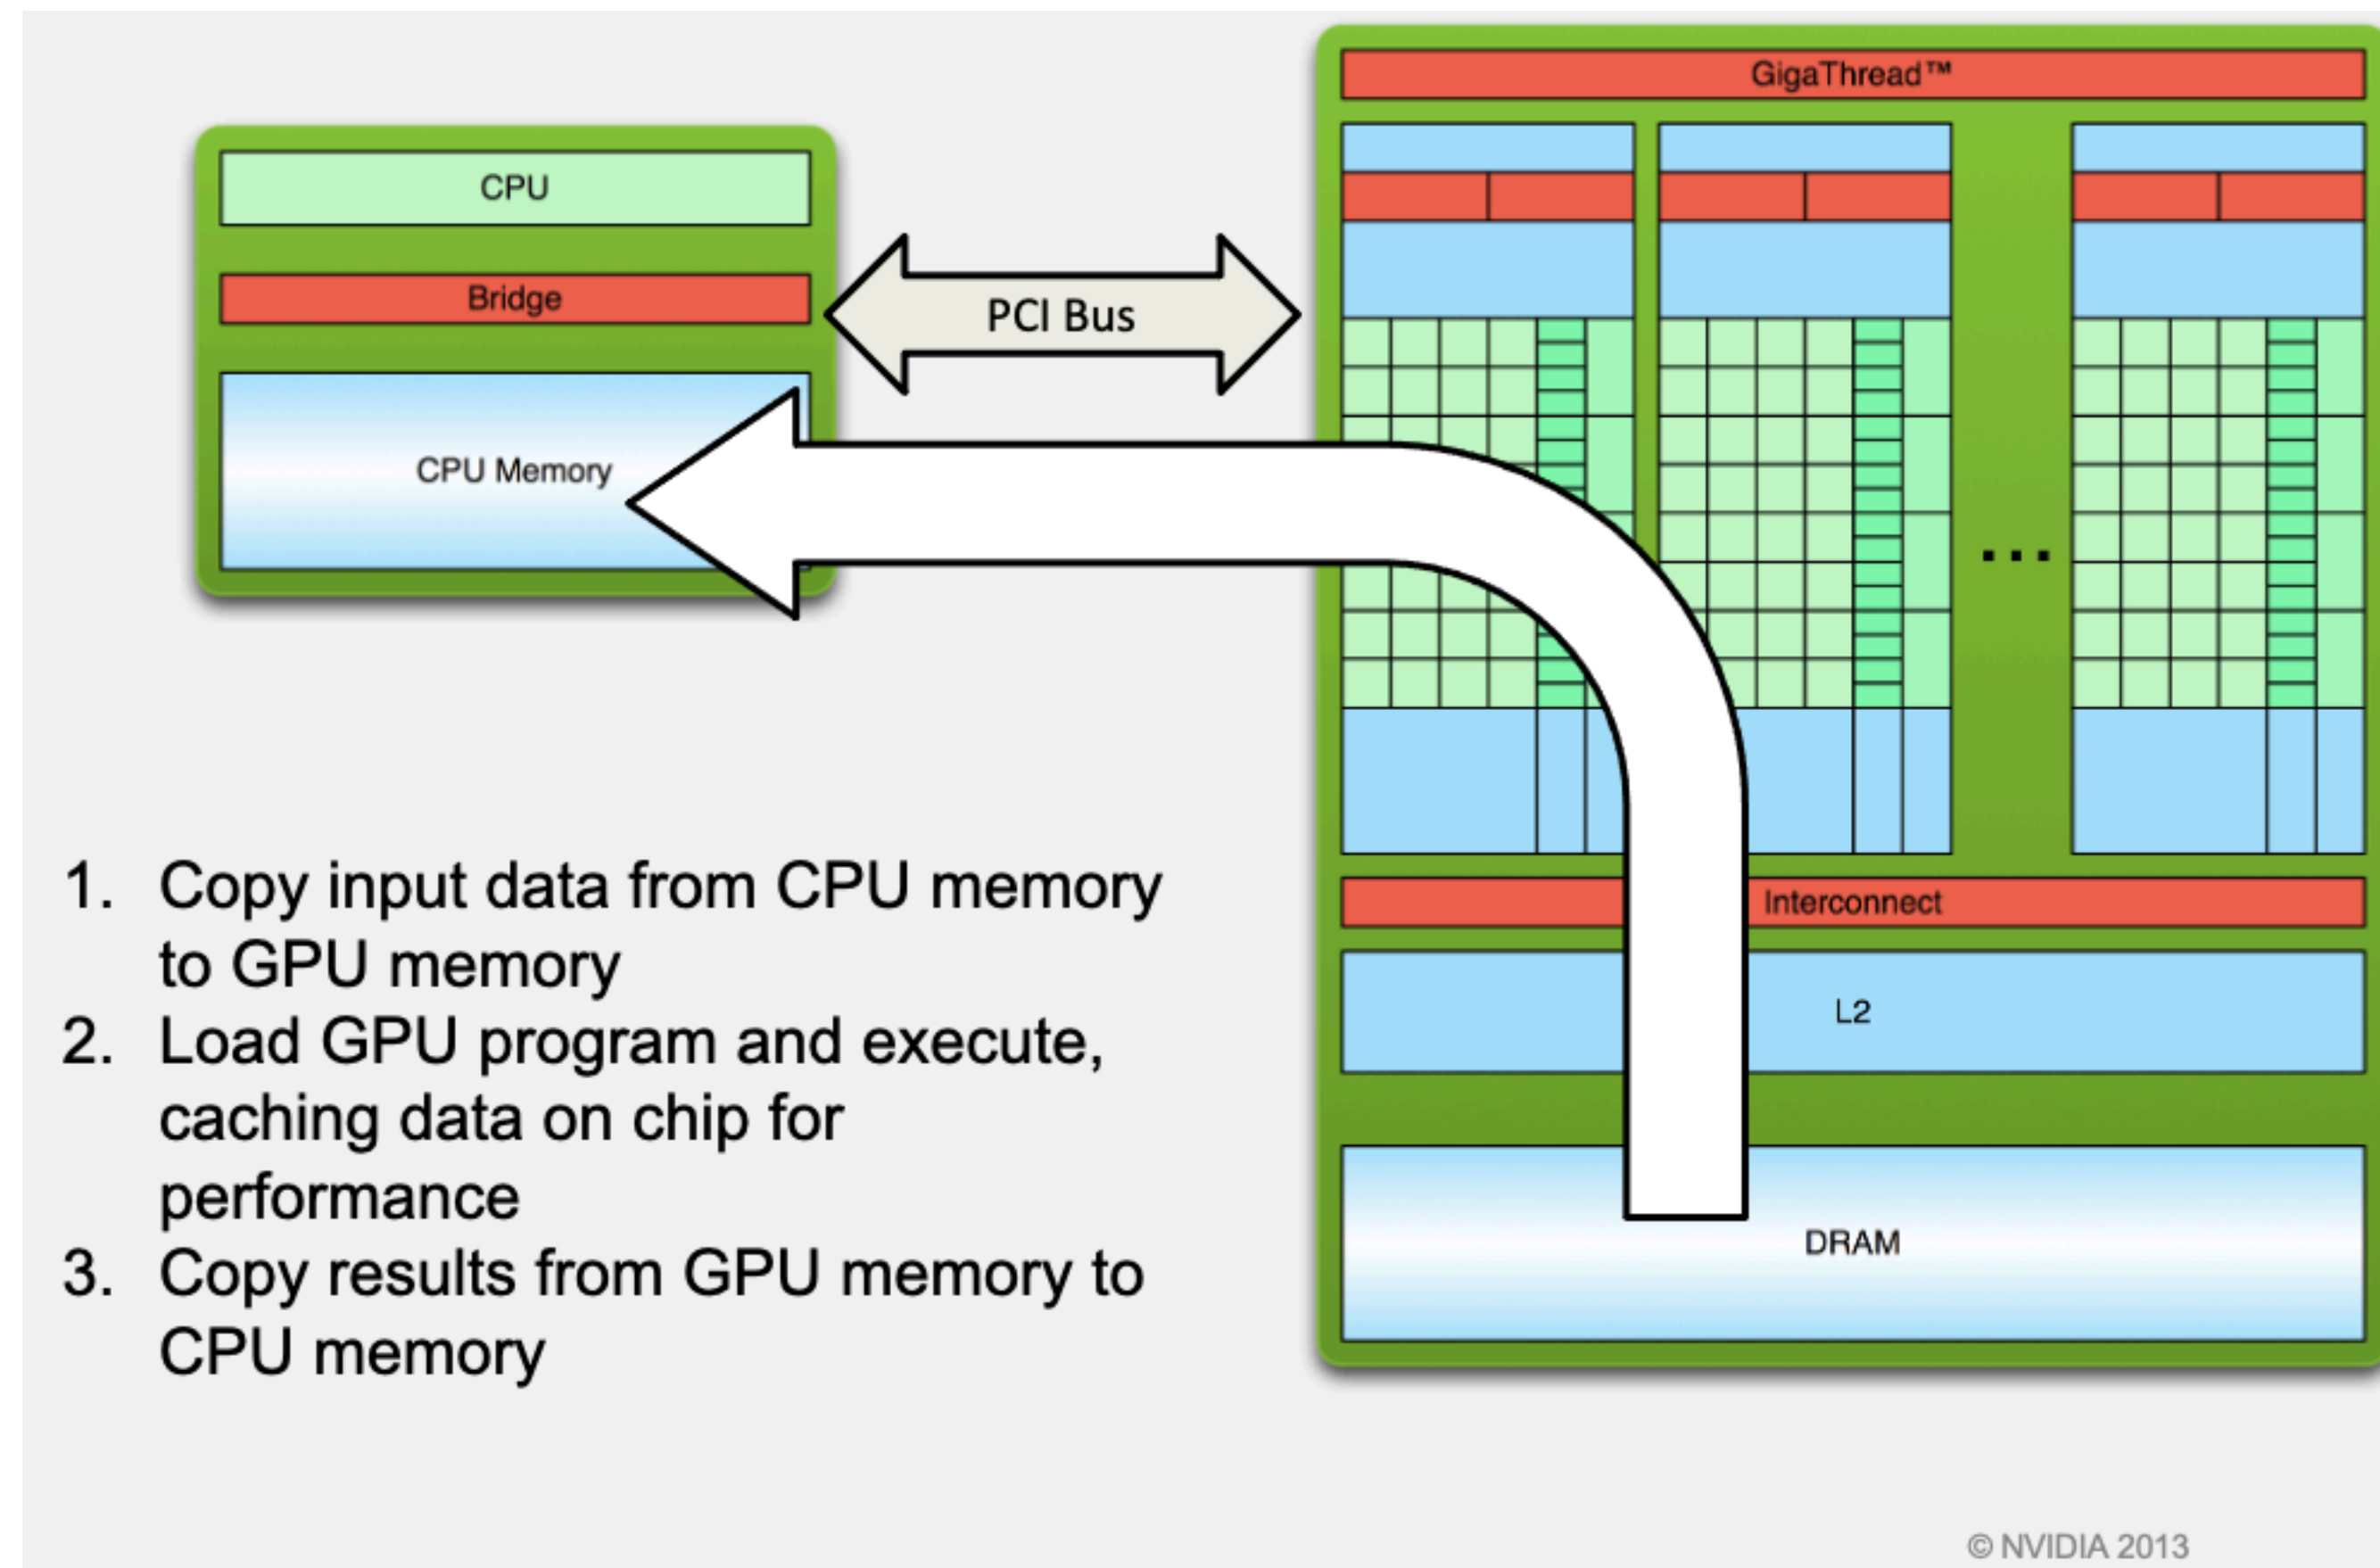 GigaThread™
CPU
Bridge
PCI Bus
CPU Memory
...
1. Copy input data from CPU memory
to GPU memory
2. Load GPU program and execute,
caching data on chip for
performance
3. Copy results from GPU memory to
CPU memory
Interconnect
L2
DRAM
© NVIDIA 2013